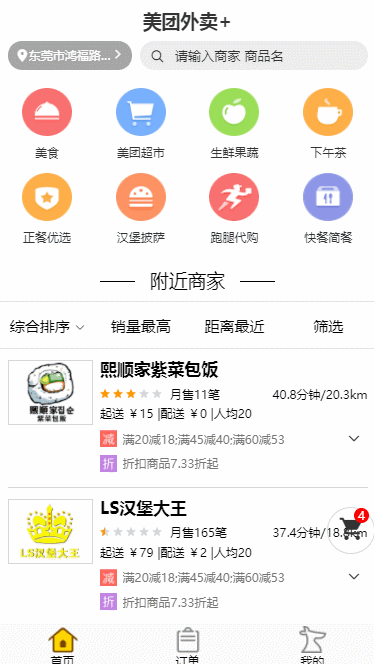 美团外卖+
东莞市鸿福路...
请输入商家 商品名
美食 美团超市 生鲜果蔬 下午茶
正餐优选 汉堡披萨 跑腿代购 快餐简餐
附近商家
综合排序 销量最高 距离最近 筛选
熙顺家紫菜包饭
月售11笔 40.8分钟/20.3km
起送 ￥15 |配送 ￥0 |人均20
减 满20减18;满45减40;满60减53
折 折扣商品7.33折起
熙顺家김밥
紫菜包饭
LS汉堡大王
月售165笔 37.4分钟/18.8km
4
起送 ￥79 |配送 ￥2 |人均20
减 满20减18;满45减40;满60减53
折 折扣商品7.33折起
LS汉堡大王
首页 订单 我的